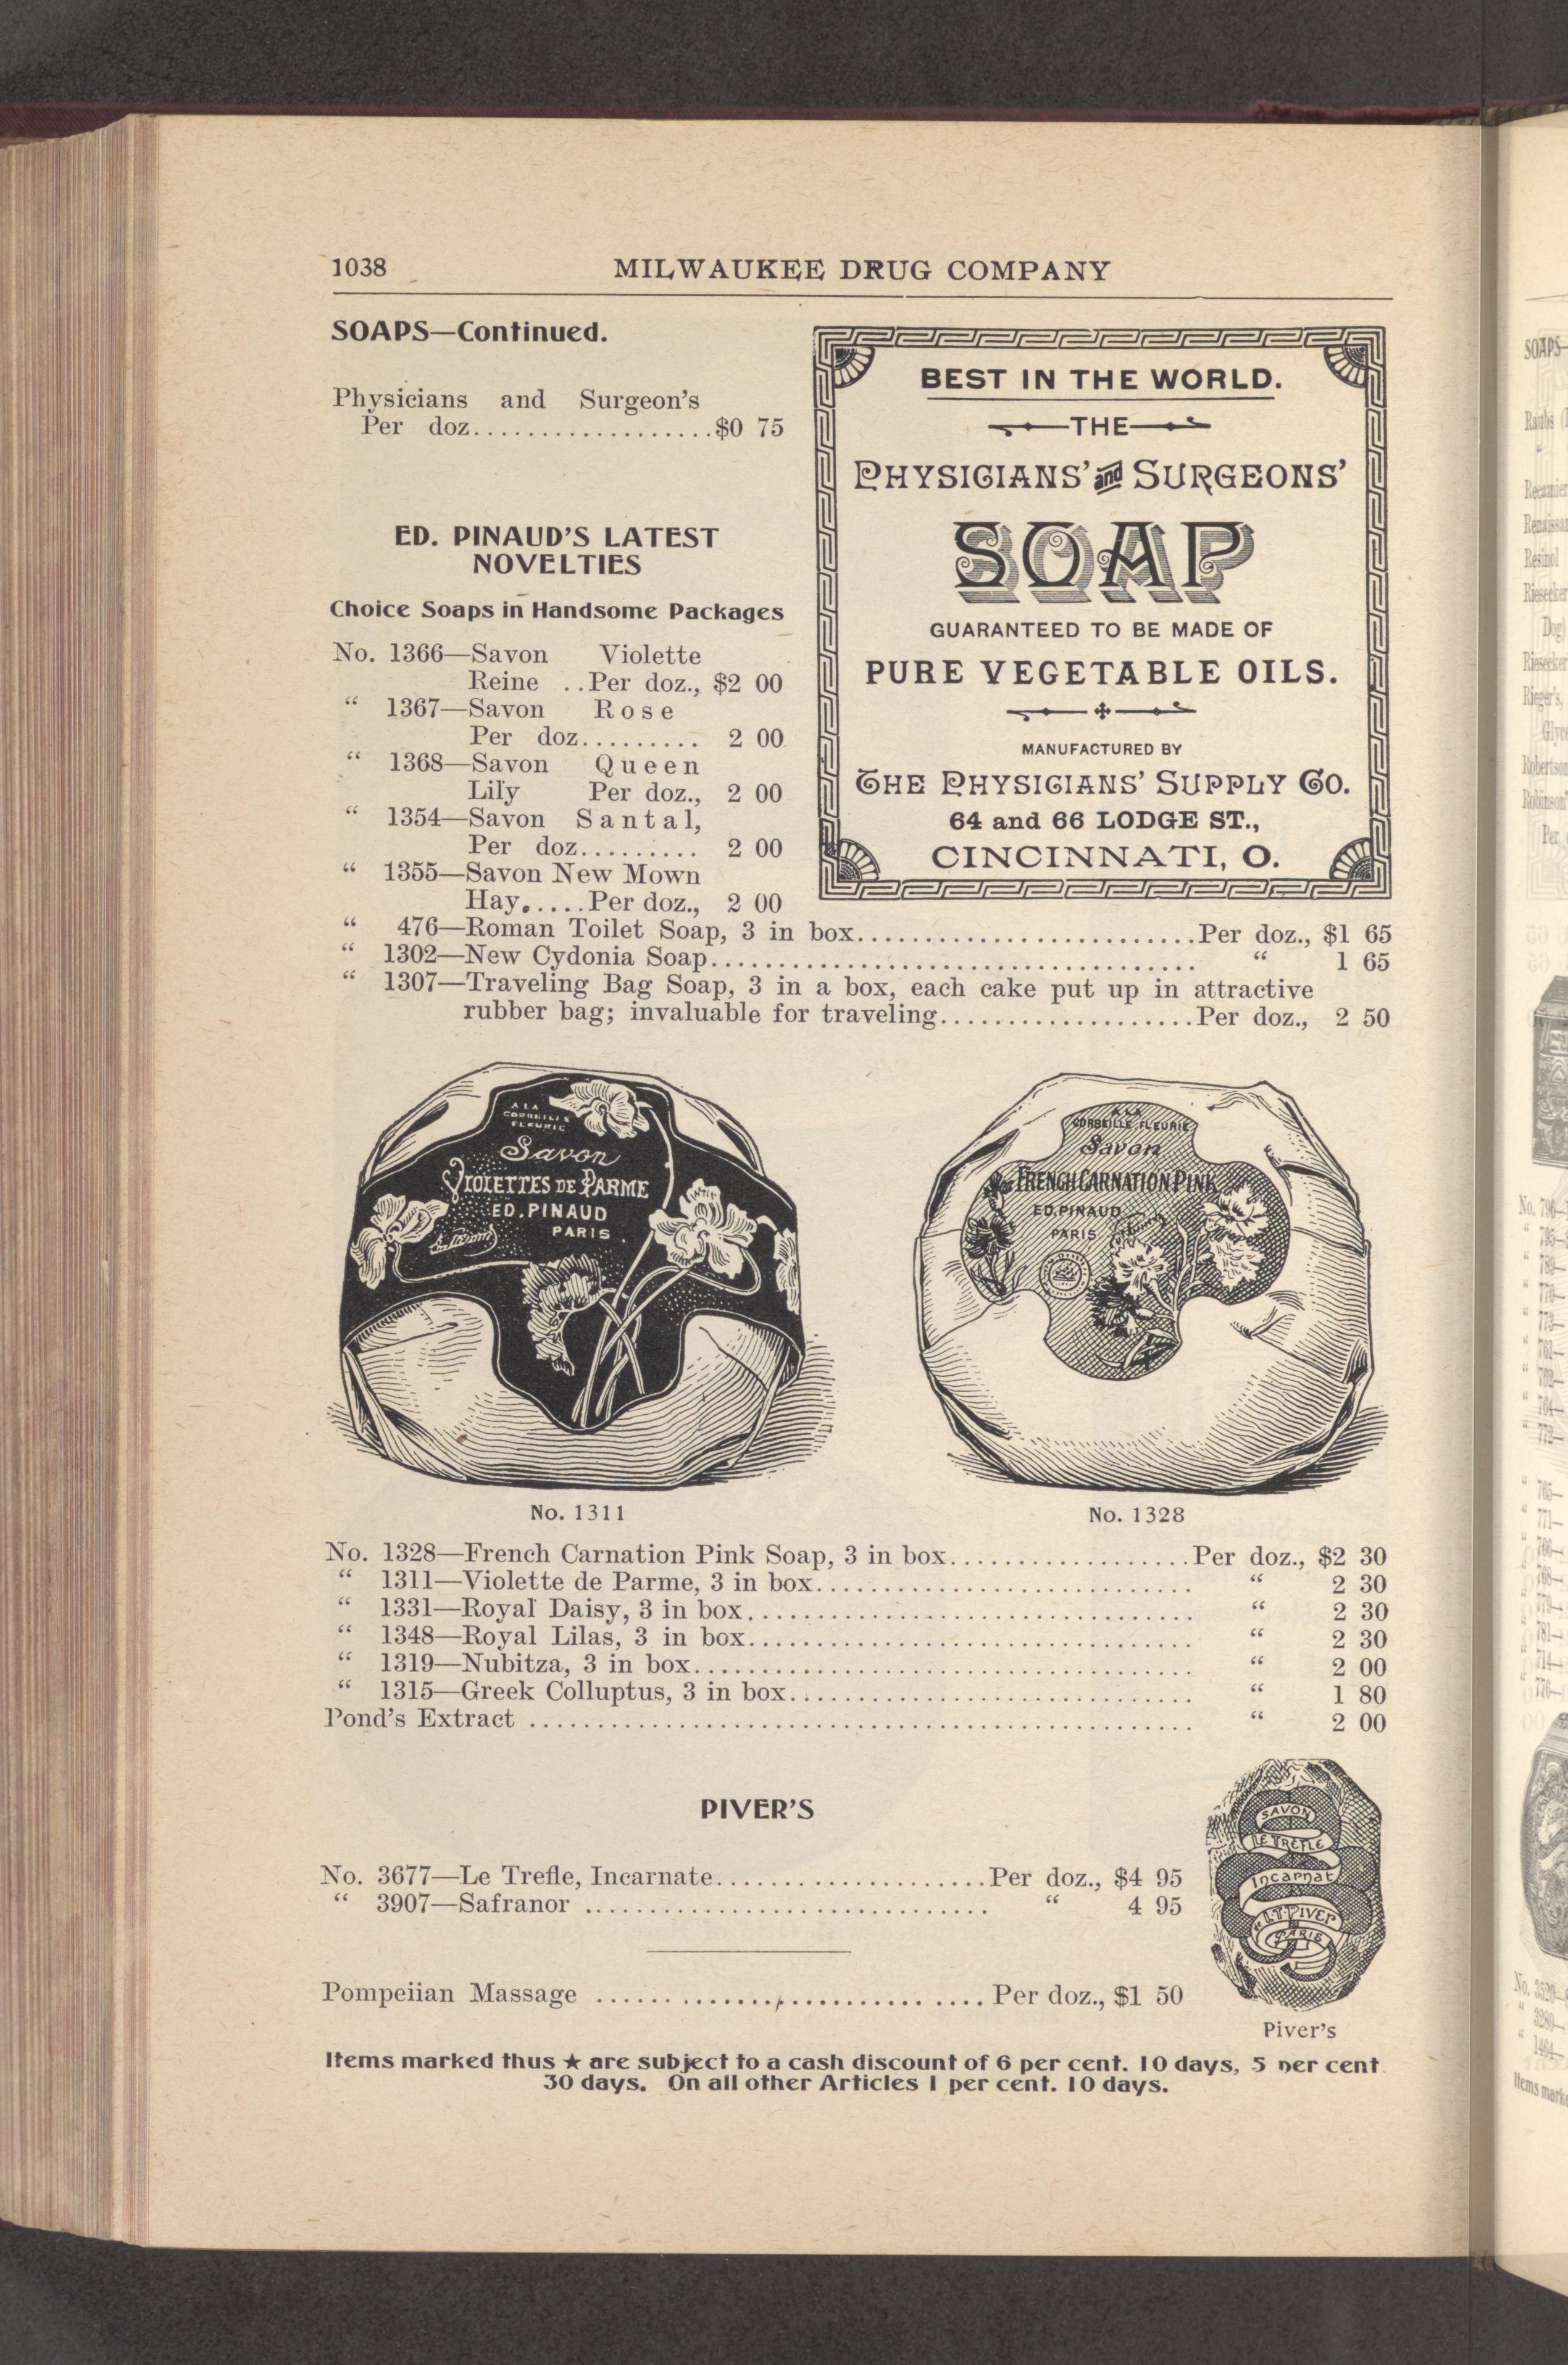 1038 MILWAUKEE DRUG COMPANY
SOAPS—Continued.
Physicians and Surgeon's
Per doz..................$0 75
ED. PINAUD'S LATEST
NOVELTIES
Choice Soaps in Handsome Packages
No. 1366—Savon Violette
Reine ..Per doz., $2 00
“ 1367—Savon Rose
Per doz......... 2 00
“ 1368—Savon Queen
Lily Per doz., 2 00
“ 1354—Savon Santal,
Per doz......... 2 00
“ 1355—Savon New Mown
Hay.....Per doz., 2 00
BEST IN THE WORLD.
THE
PHYSICIANS' and SURGEONS'
SOAP
GUARANTEED TO BE MADE OF
PURE VEGETABLE OILS.
MANUFACTURED BY
THE PHYSICIANS' SUPPLY CO.
64 and 66 LODGE ST.,
CINCINNATI, O.
“ 476—Roman Toilet Soap, 3 in box.........................Per doz., $1 65
“ 1302—New Cydonia Soap.................................... “ 1 65
“ 1307—Traveling Bag Soap, 3 in a box, each cake put up in attractive
rubber bag; invaluable for traveling...................Per doz., 2 50
A LA
CORBEILLE
FLEURIE
Savon
VIOLETTES DE PARME
ED. PINAUD
PARIS
No. 1311
A LA
CORBEILLE FLEURIE
Savon
FRENCH CARNATION PINK
ED. PINAUD
PARIS
No. 1328
No. 1328—French Carnation Pink Soap, 3 in box..................Per doz., $2 30
“ 1311—Violette de Parme, 3 in box............................ “ 2 30
“ 1331—Royal Daisy, 3 in box................................. “ 2 30
“ 1348—Royal Lilas, 3 in box................................. “ 2 30
“ 1319—Nubitza, 3 in box..................................... “ 2 00
“ 1315—Greek Colluptus, 3 in box.............................. “ 1 80
Pond's Extract ................................................. “ 2 00
PIVER'S
No. 3677—Le Trefle, Incarnate....................Per doz., $4 95
“ 3907—Safranor .............................. “ 4 95
Pompeiian Massage ............................. Per doz., $1 50
SAVON
LE TREFLE
Incarnat
L.T. PIVER
PARIS
Piver's
Items marked thus ★ are subject to a cash discount of 6 per cent. 10 days, 5 per cent
30 days. On all other Articles 1 per cent. 10 days.